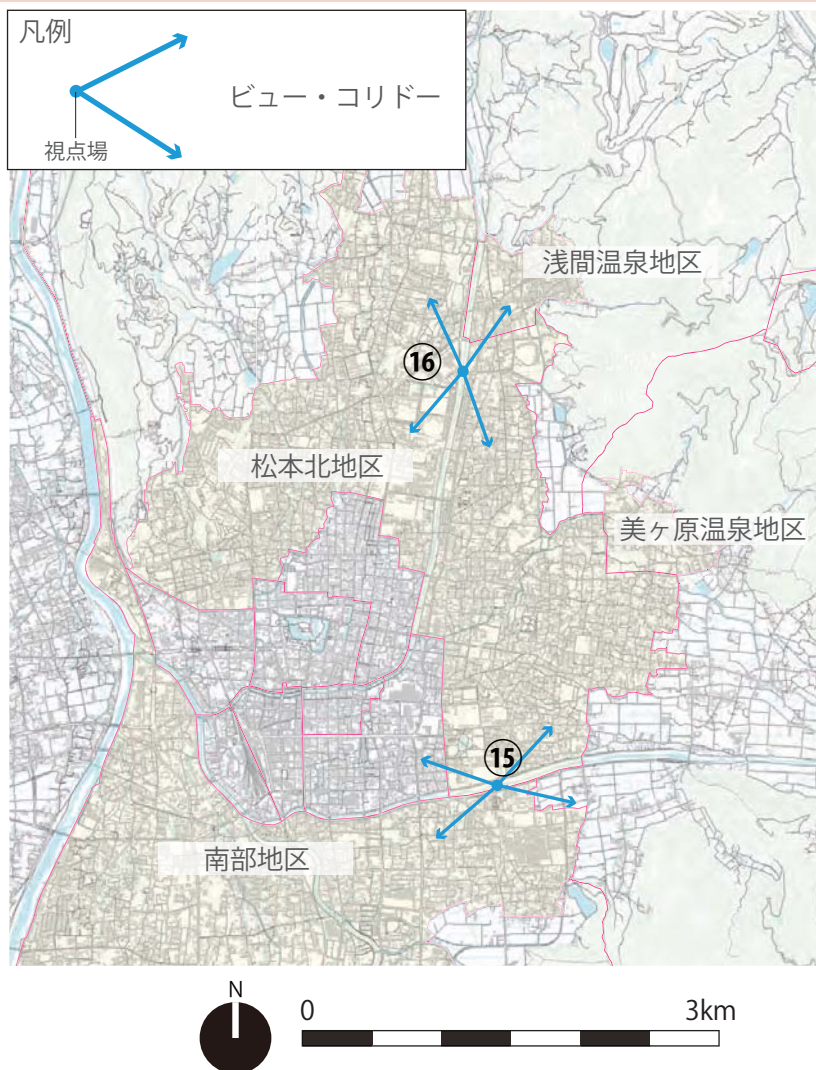 凡例
ビュー・コリドー
視点場
浅間温泉地区
⑯
松本北地区
美ヶ原温泉地区
⑮
南部地区
N
0
3km